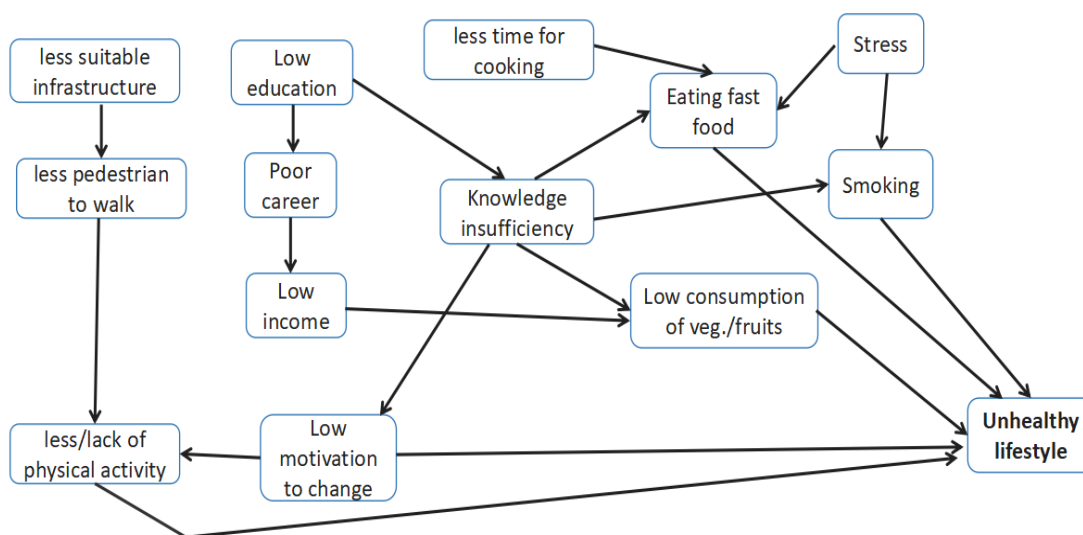 less suitable
infrastructure
Low
education
less time for
cooking
Stress
Eating fast
food
less pedestrian
to walk
Poor
career
Knowledge
insufficiency
Smoking
Low
income
Low consumption
of veg./fruits
less/lack of
physical activity
Low
motivation
to change
Unhealthy
lifestyle